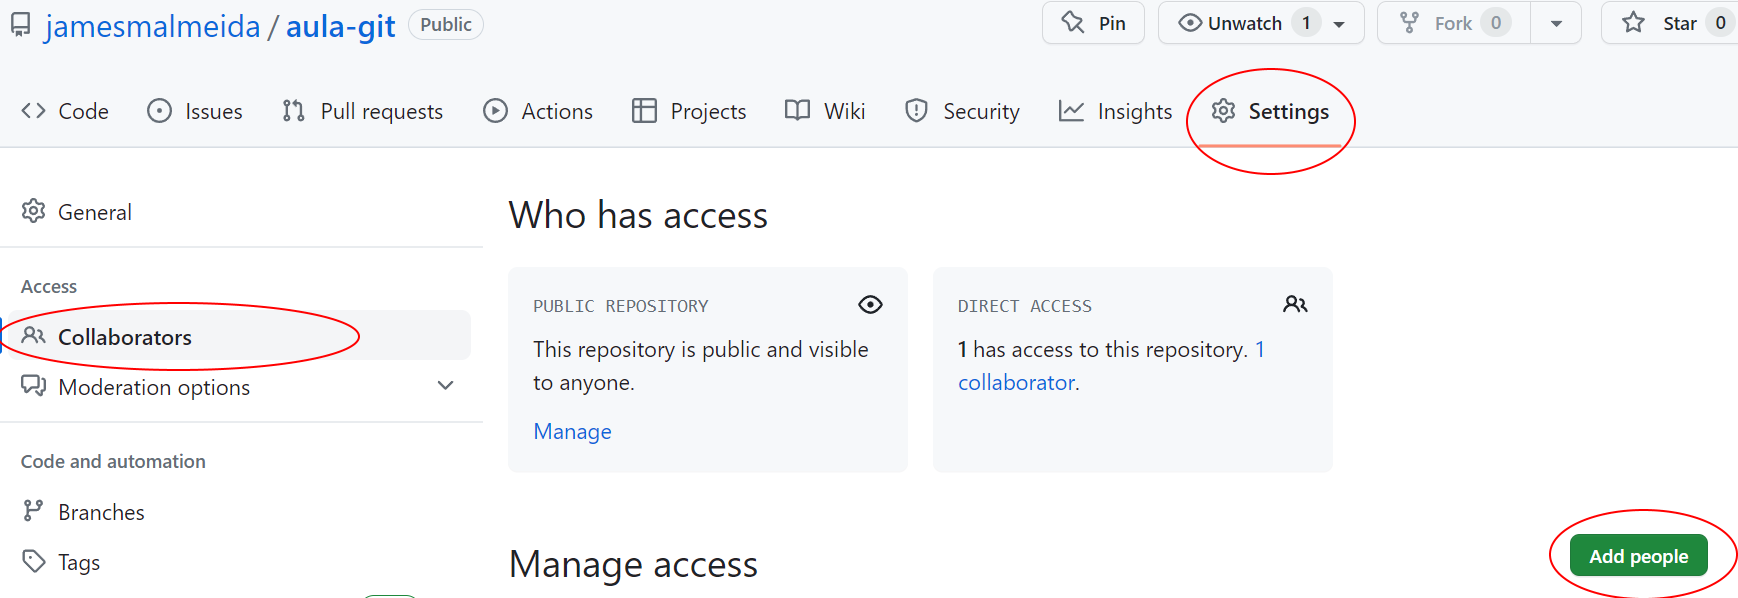 jamesmalmeida / aula-git Public
Pin
Unwatch 1
Fork 0
Star 0
Code
Issues
Pull requests
Actions
Projects
Wiki
Security
Insights
Settings
General
Access
Collaborators
Moderation options
Code and automation
Branches
Tags
Who has access
PUBLIC REPOSITORY
This repository is public and visible
to anyone.
Manage
DIRECT ACCESS
1 has access to this repository. 1
collaborator.
Manage access
Add people